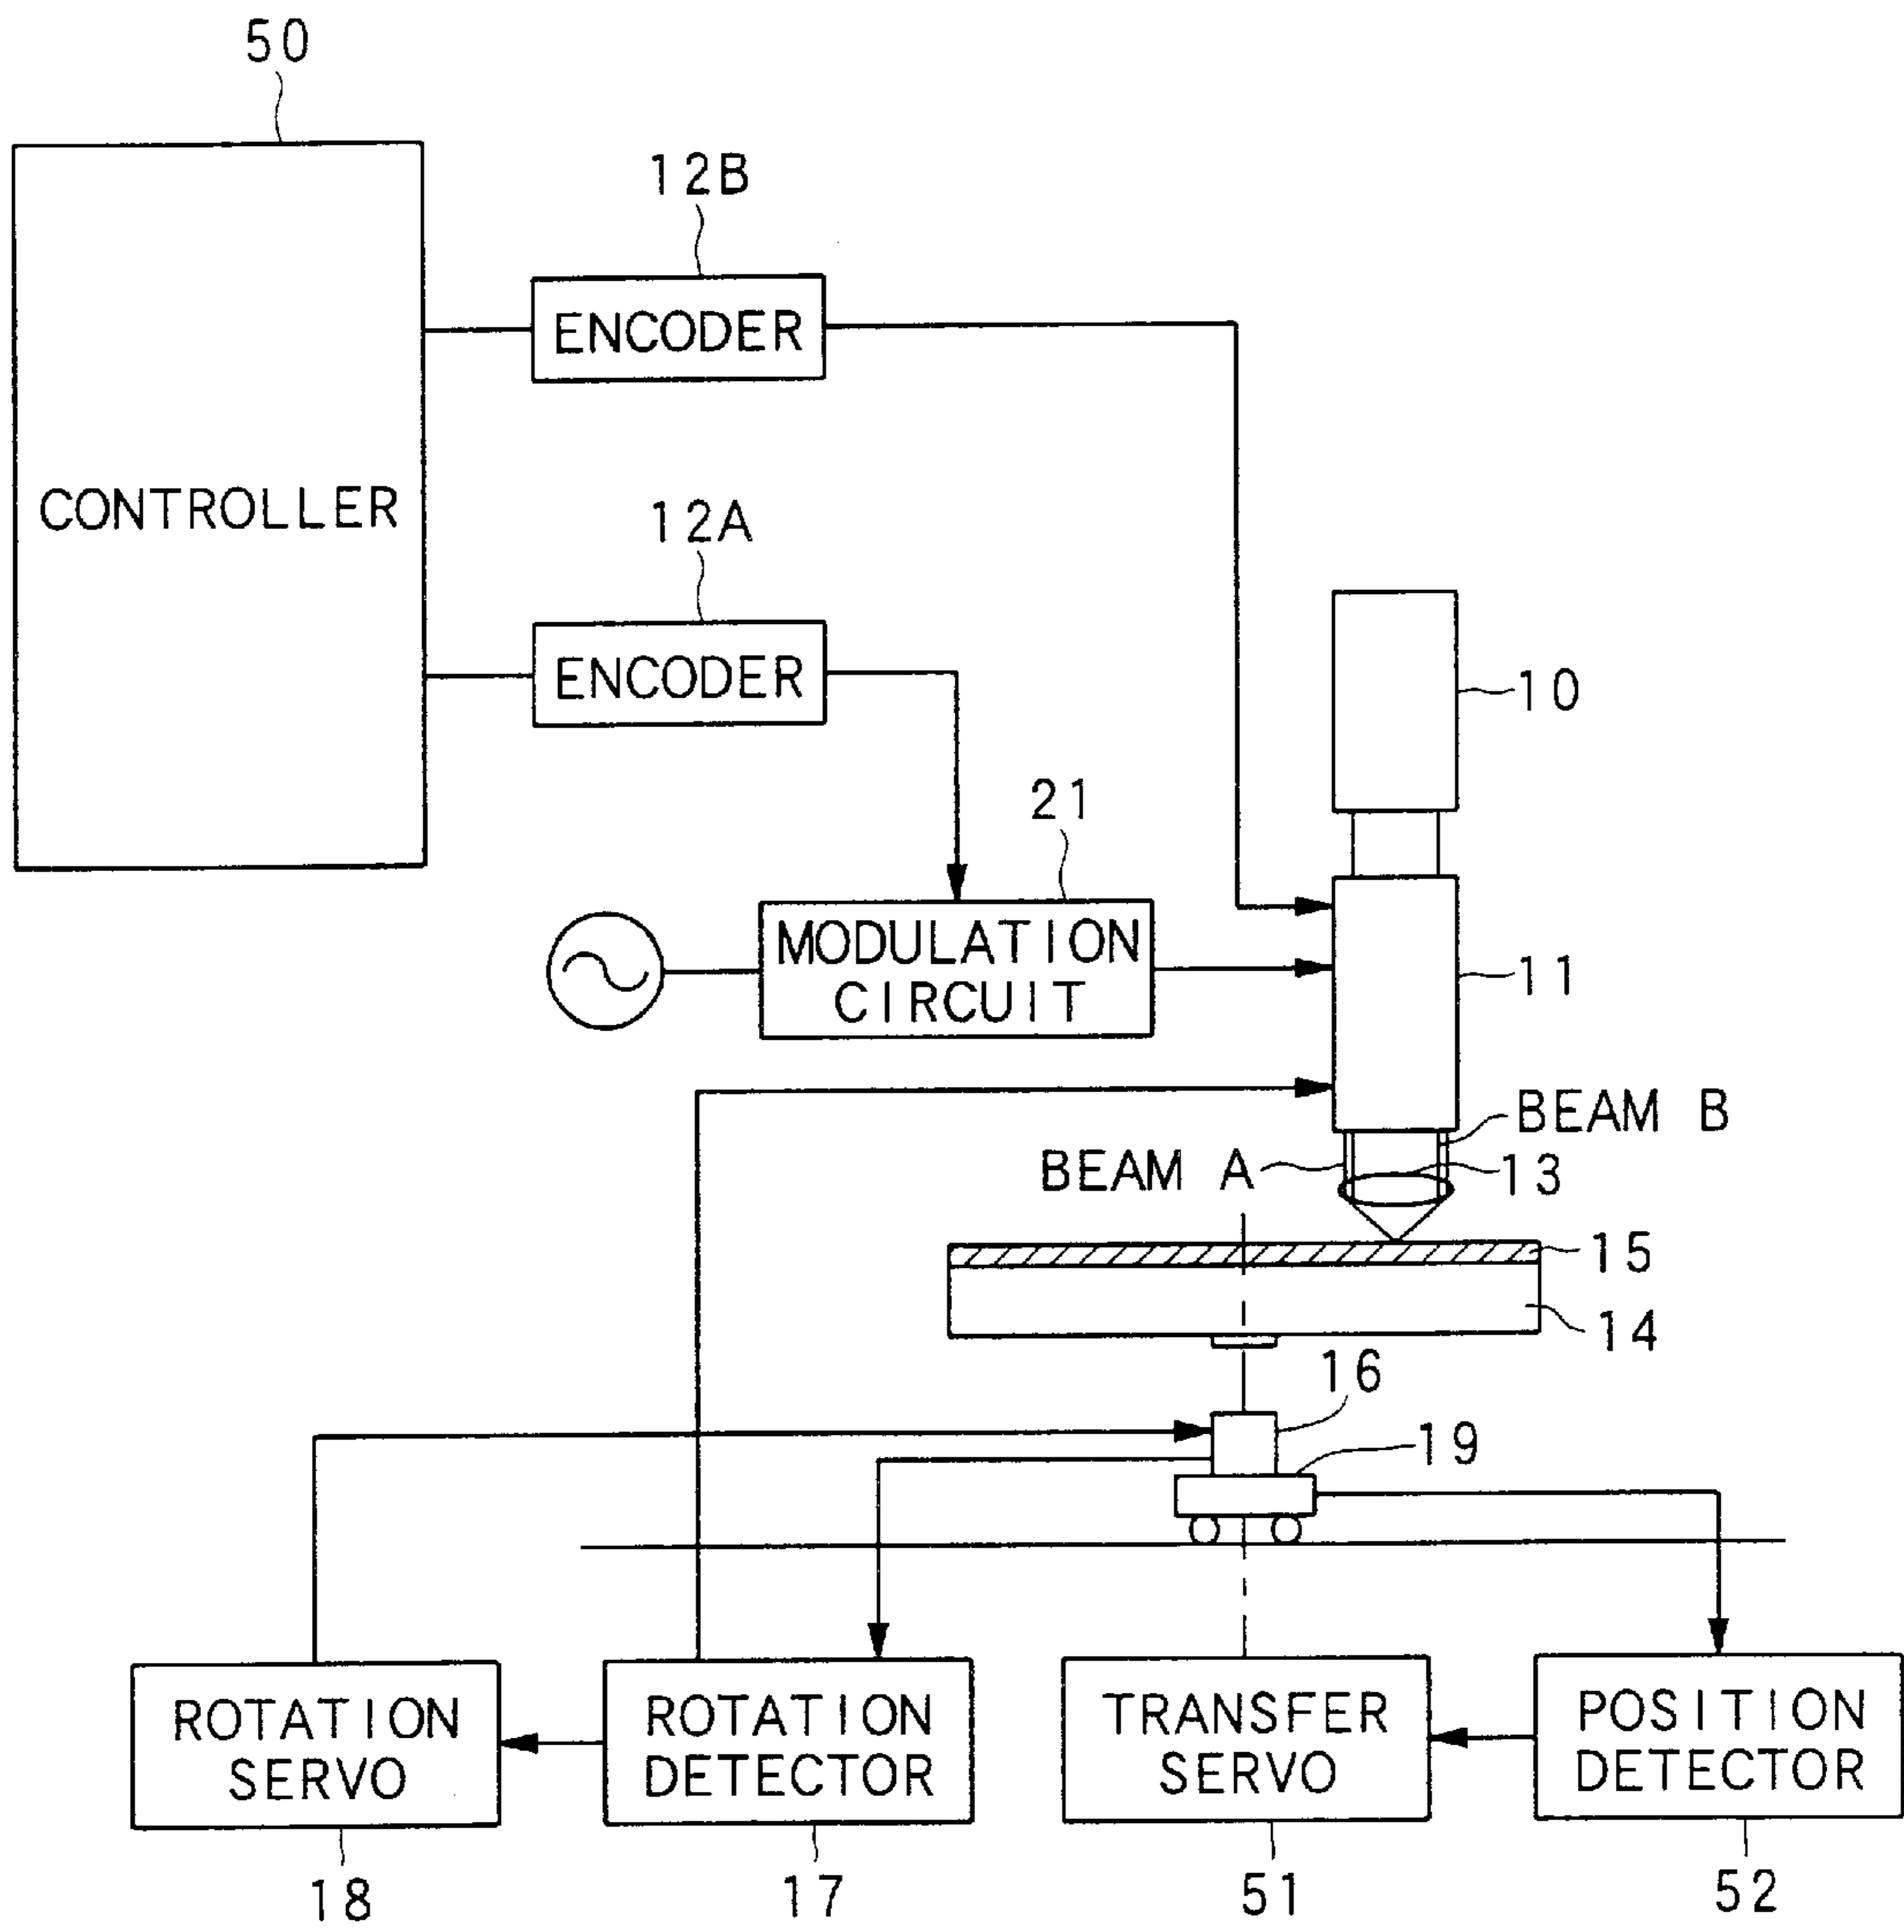 50
12B
ENCODER
CONTROLLER
12A
ENCODER
10
21
MODULATION
CIRCUIT
11
BEAM B
BEAM A
13
15
14
16
19
ROTATION
SERVO
ROTATION
DETECTOR
TRANSFER
SERVO
POSITION
DETECTOR
18
17
51
52